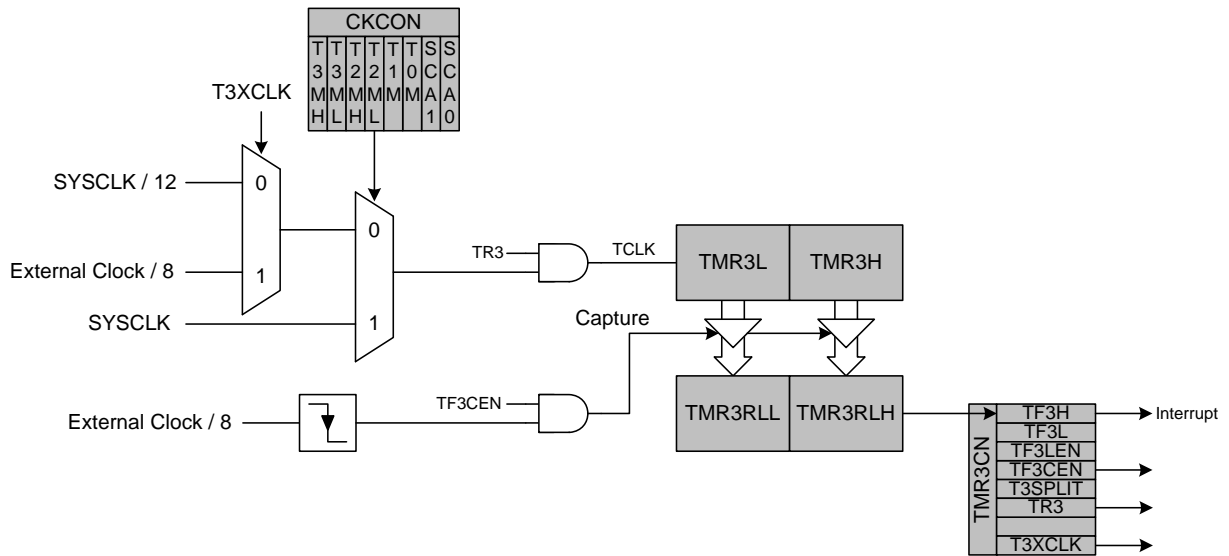 CKCON
T3MH
T3ML
T2MH
T2ML
T1M
T0M
SCA1
SCA0
T3XCLK
SYSCLK / 12
0
External Clock / 8
1
0
SYSCLK
1
TR3
TCLK
TMR3L
TMR3H
Capture
External Clock / 8
TF3CEN
TMR3RLL
TMR3RLH
TMR3CN
TF3H
TF3L
TF3LEN
TF3CEN
T3SPLIT
TR3
T3XCLK
Interrupt